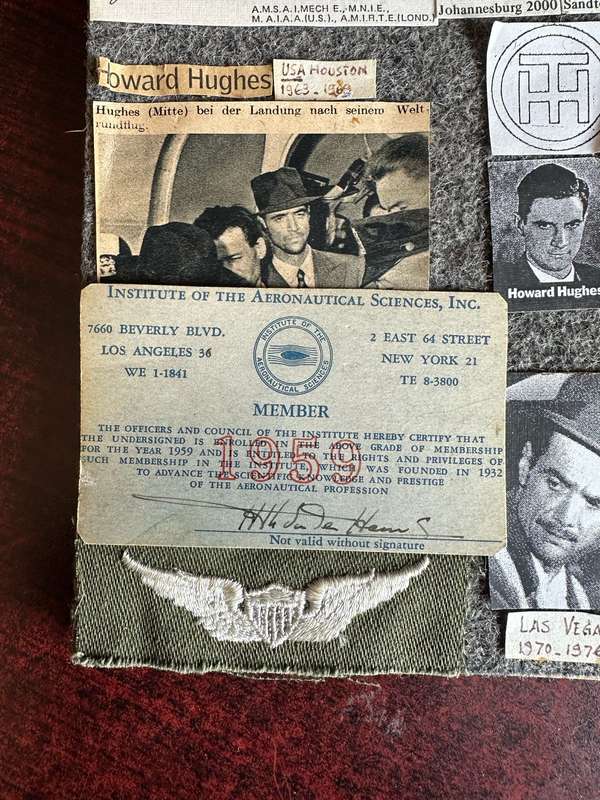 A.M.S.A.I.MECH E.,-M.N.I.E.,
M. A.I.A.A (U.S.), A.M.I.R.T.E.(LOND.)
Johannesburg 2000
Howard Hughes
USA HOUSTON
1963-1969
Hughes (Mitte) bei der Landung nach seinem Welt-
rundflug.
TH
Howard Hughes
INSTITUTE OF THE AERONAUTICAL SCIENCES, INC.
7660 BEVERLY BLVD.
LOS ANGELES 36
WE 1-1841
INSTITUTE OF THE
AERONAUTICAL SCIENCES
2 EAST 64 STREET
NEW YORK 21
TE 8-3800
MEMBER
THE OFFICERS AND COUNCIL OF THE INSTITUTE HEREBY CERTIFY THAT
THE UNDERSIGNED IS ENROLLED IN THE ABOVE GRADE OF MEMBERSHIP
FOR THE YEAR 1959 AND IS ENTITLED TO THE RIGHTS AND PRIVILEGES OF
SUCH MEMBERSHIP IN THE INSTITUTE, WHICH WAS FOUNDED IN 1932
TO ADVANCE THE SCIENTIFIC KNOWLEDGE AND PRESTIGE
OF THE AERONAUTICAL PROFESSION
1959
Not valid without signature
LAS VEGA
1970-1976